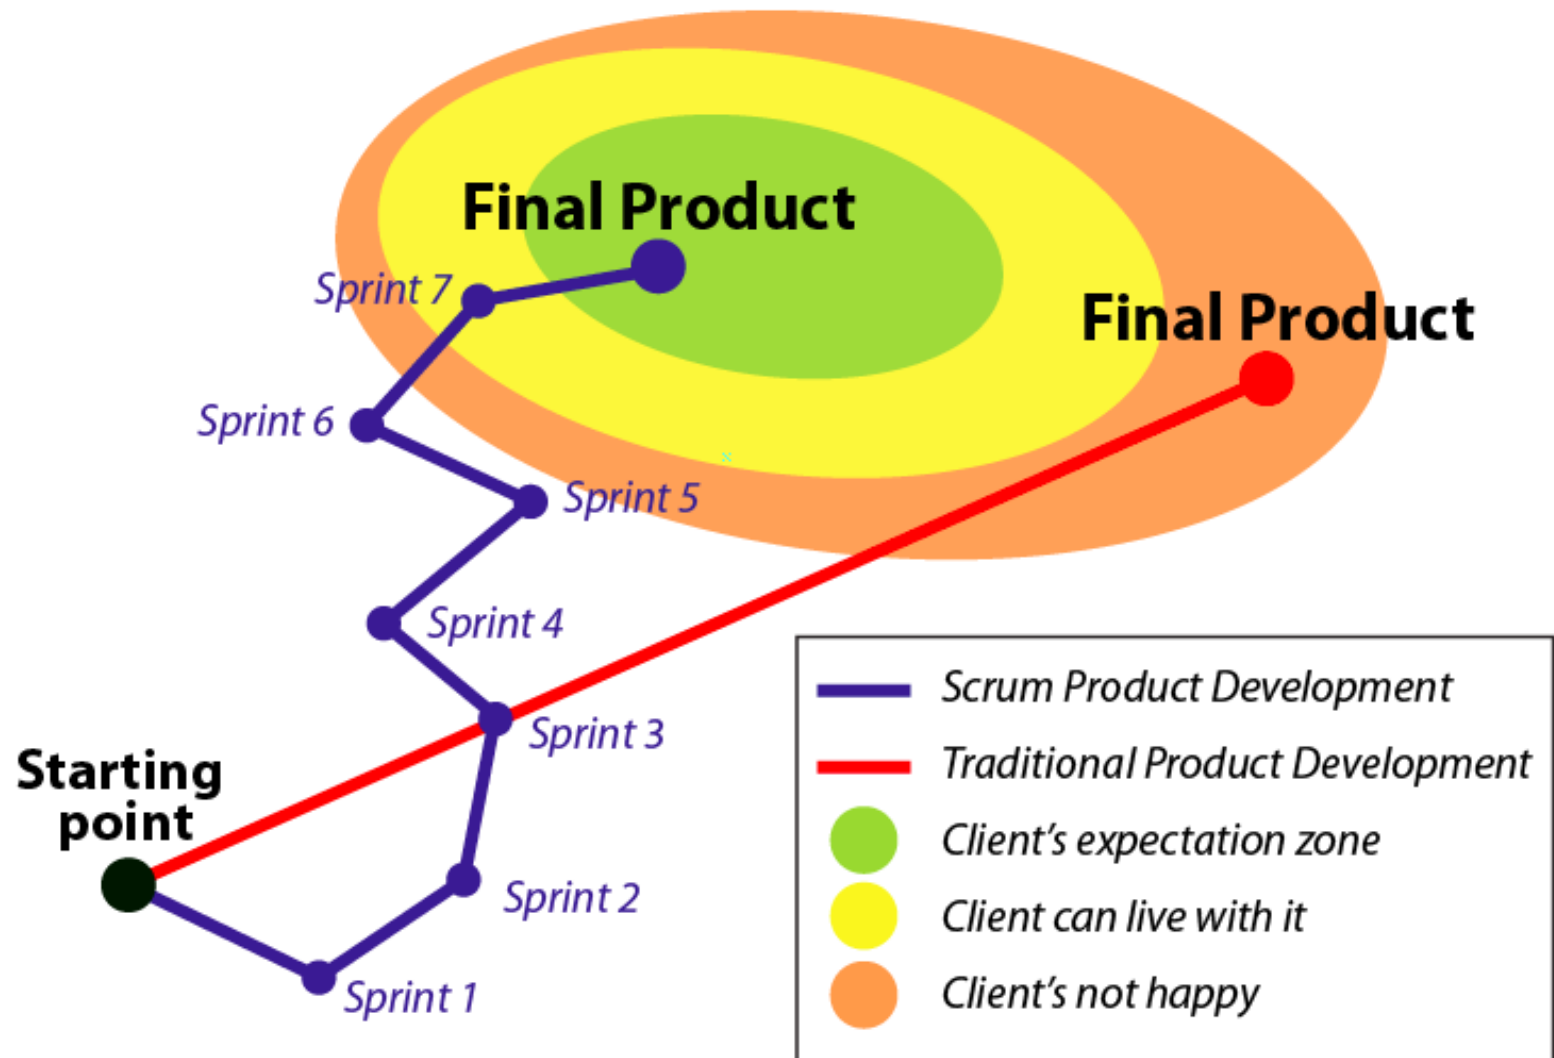 Final Product
Sprint 7
Final Product
Sprint 6
Sprint 5
Sprint 4
Sprint 3
Starting
point
Sprint 2
Sprint 1
Scrum Product Development
Traditional Product Development
Client’s expectation zone
Client can live with it
Client’s not happy